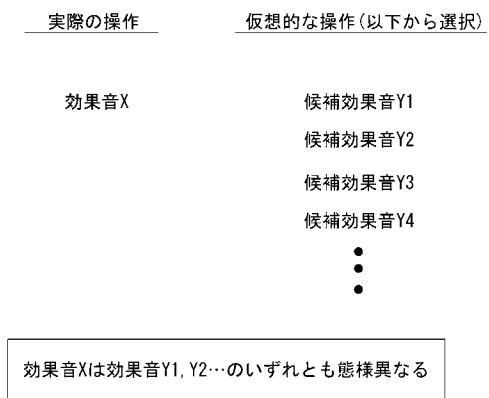 実際の操作 仮想的な操作(以下から選択)
効果音X 候補効果音Y1
候補効果音Y2
候補効果音Y3
候補効果音Y4
効果音Xは効果音Y1,Y2…のいずれとも態様異なる